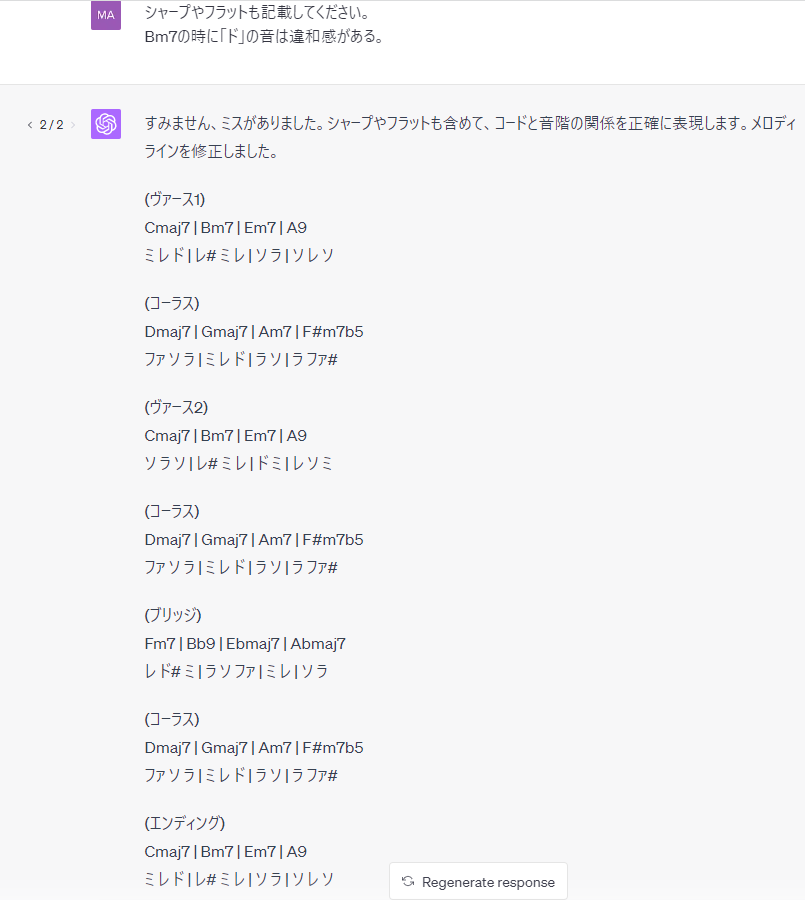 MA
シャープやフラットも記載してください。
Bm7の時に「ド」の音は違和感がある。
< 2 / 2 >
すみません、ミスがありました。シャープやフラットも含めて、コードと音階の関係を正確に表現します。メロディ
ラインを修正しました。
(ヴァース1)
Cmaj7 | Bm7 | Em7 | A9
ミ レ ド | レ# ミ レ | ソ ラ | ソ レ ソ
(コーラス)
Dmaj7 | Gmaj7 | Am7 | F#m7b5
ファ ソ ラ | ミ レ ド | ラ ソ | ラ ファ#
(ヴァース2)
Cmaj7 | Bm7 | Em7 | A9
ソ ラ ソ | レ# ミ レ | ド ミ | レ ソ ミ
(コーラス)
Dmaj7 | Gmaj7 | Am7 | F#m7b5
ファ ソ ラ | ミ レ ド | ラ ソ | ラ ファ#
(ブリッジ)
Fm7 | Bb9 | Ebmaj7 | Abmaj7
レ ド# ミ | ラ ソ ファ | ミ レ | ソ ラ
(コーラス)
Dmaj7 | Gmaj7 | Am7 | F#m7b5
ファ ソ ラ | ミ レ ド | ラ ソ | ラ ファ#
(エンディング)
Cmaj7 | Bm7 | Em7 | A9
ミ レ ド | レ# ミ レ | ソ ラ | ソ レ ソ
Regenerate response